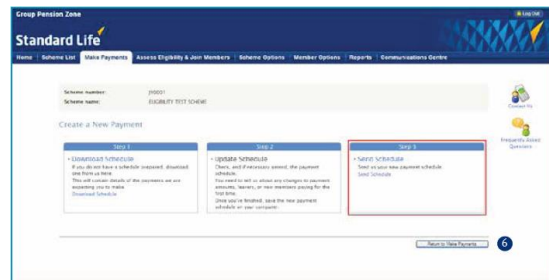 Group Pension Zone
Log Out
Standard Life
Home Scheme List Make Payments Assess Eligibility & Join Members Scheme Options Member Options Reports Communications Centre
Scheme number:
Scheme name: ELIGIBILITY TEST SCHEME
Contact Us
Create a New Payment
Frequently Asked Questions
Step 1
Step 2
Step 3
Download Schedule
If you do not have a schedule prepared, download one from us here.
This will contain details of the payments we are expecting you to make.
Download Schedule
Update Schedule
Check, and if necessary amend, the payment schedule.
You need to tell us about any changes to payment amounts, leavers, or new members paying for the first time.
Once you've finished, save the new payment schedule on your computer.
Send Schedule
Send us your new payment schedule.
Send Schedule
Return to Make Payments
6